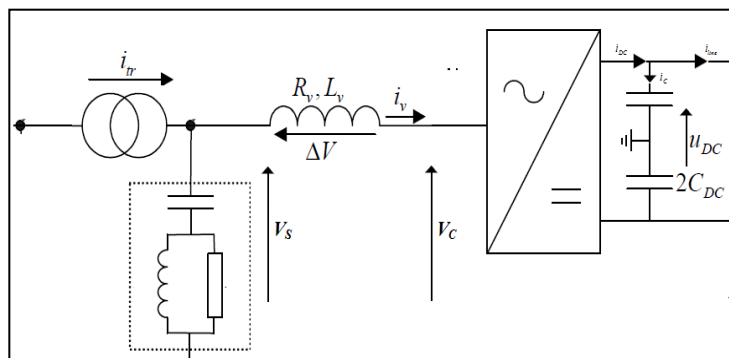 i_tr
R_v, L_v
i_v
ΔV
v_s
v_c
i_DC
i_line
i_c
u_DC
2C_DC